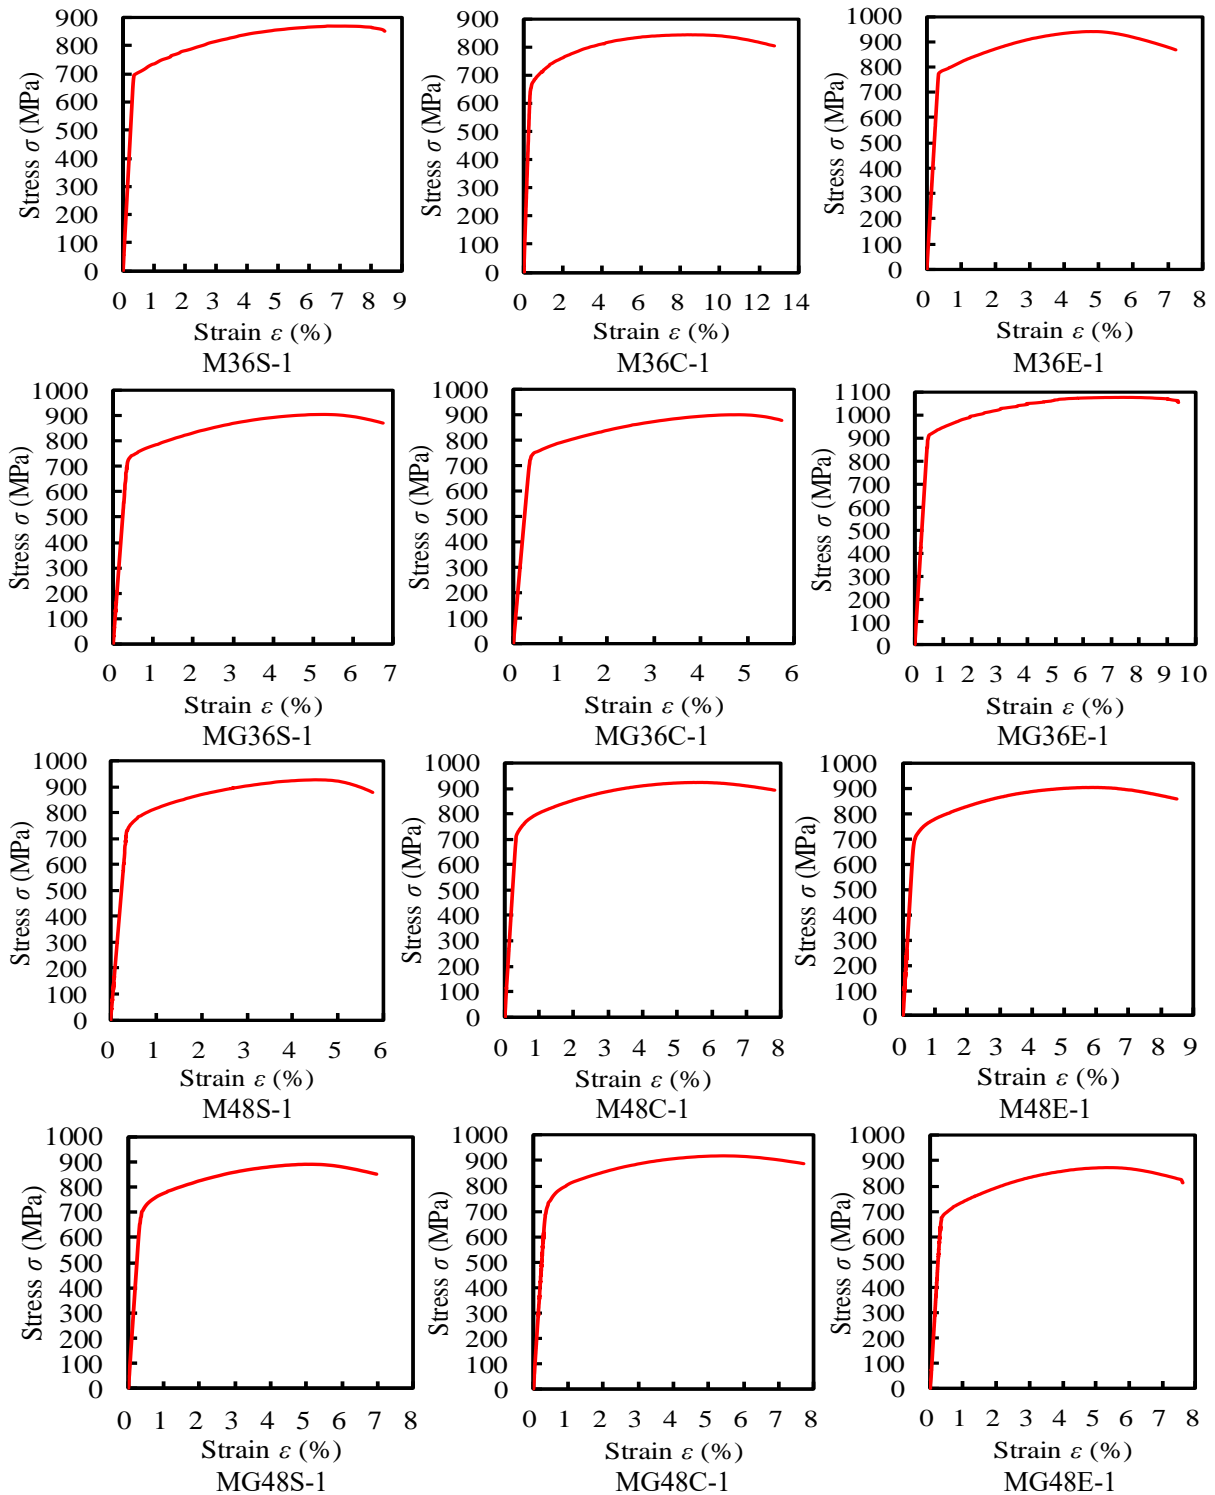 Stress σ (MPa)
900
800
700
600
500
400
300
200
100
0
0 1 2 3 4 5 6 7 8 9
Strain ε (%)
M36S-1
Stress σ (MPa)
900
800
700
600
500
400
300
200
100
0
0 2 4 6 8 10 12 14
Strain ε (%)
M36C-1
Stress σ (MPa)
1000
900
800
700
600
500
400
300
200
100
0
0 1 2 3 4 5 6 7 8
Strain ε (%)
M36E-1
Stress σ (MPa)
1000
900
800
700
600
500
400
300
200
100
0
0 1 2 3 4 5 6 7
Strain ε (%)
MG36S-1
Stress σ (MPa)
1000
900
800
700
600
500
400
300
200
100
0
0 1 2 3 4 5 6
Strain ε (%)
MG36C-1
Stress σ (MPa)
1100
1000
900
800
700
600
500
400
300
200
100
0
0 1 2 3 4 5 6 7 8 9 10
Strain ε (%)
MG36E-1
Stress σ (MPa)
1000
900
800
700
600
500
400
300
200
100
0
0 1 2 3 4 5 6
Strain ε (%)
M48S-1
Stress σ (MPa)
1000
900
800
700
600
500
400
300
200
100
0
0 1 2 3 4 5 6 7 8
Strain ε (%)
M48C-1
Stress σ (MPa)
1000
900
800
700
600
500
400
300
200
100
0
0 1 2 3 4 5 6 7 8 9
Strain ε (%)
M48E-1
Stress σ (MPa)
1000
900
800
700
600
500
400
300
200
100
0
0 1 2 3 4 5 6 7 8
Strain ε (%)
MG48S-1
Stress σ (MPa)
1000
900
800
700
600
500
400
300
200
100
0
0 1 2 3 4 5 6 7 8
Strain ε (%)
MG48C-1
Stress σ (MPa)
1000
900
800
700
600
500
400
300
200
100
0
0 1 2 3 4 5 6 7 8
Strain ε (%)
MG48E-1